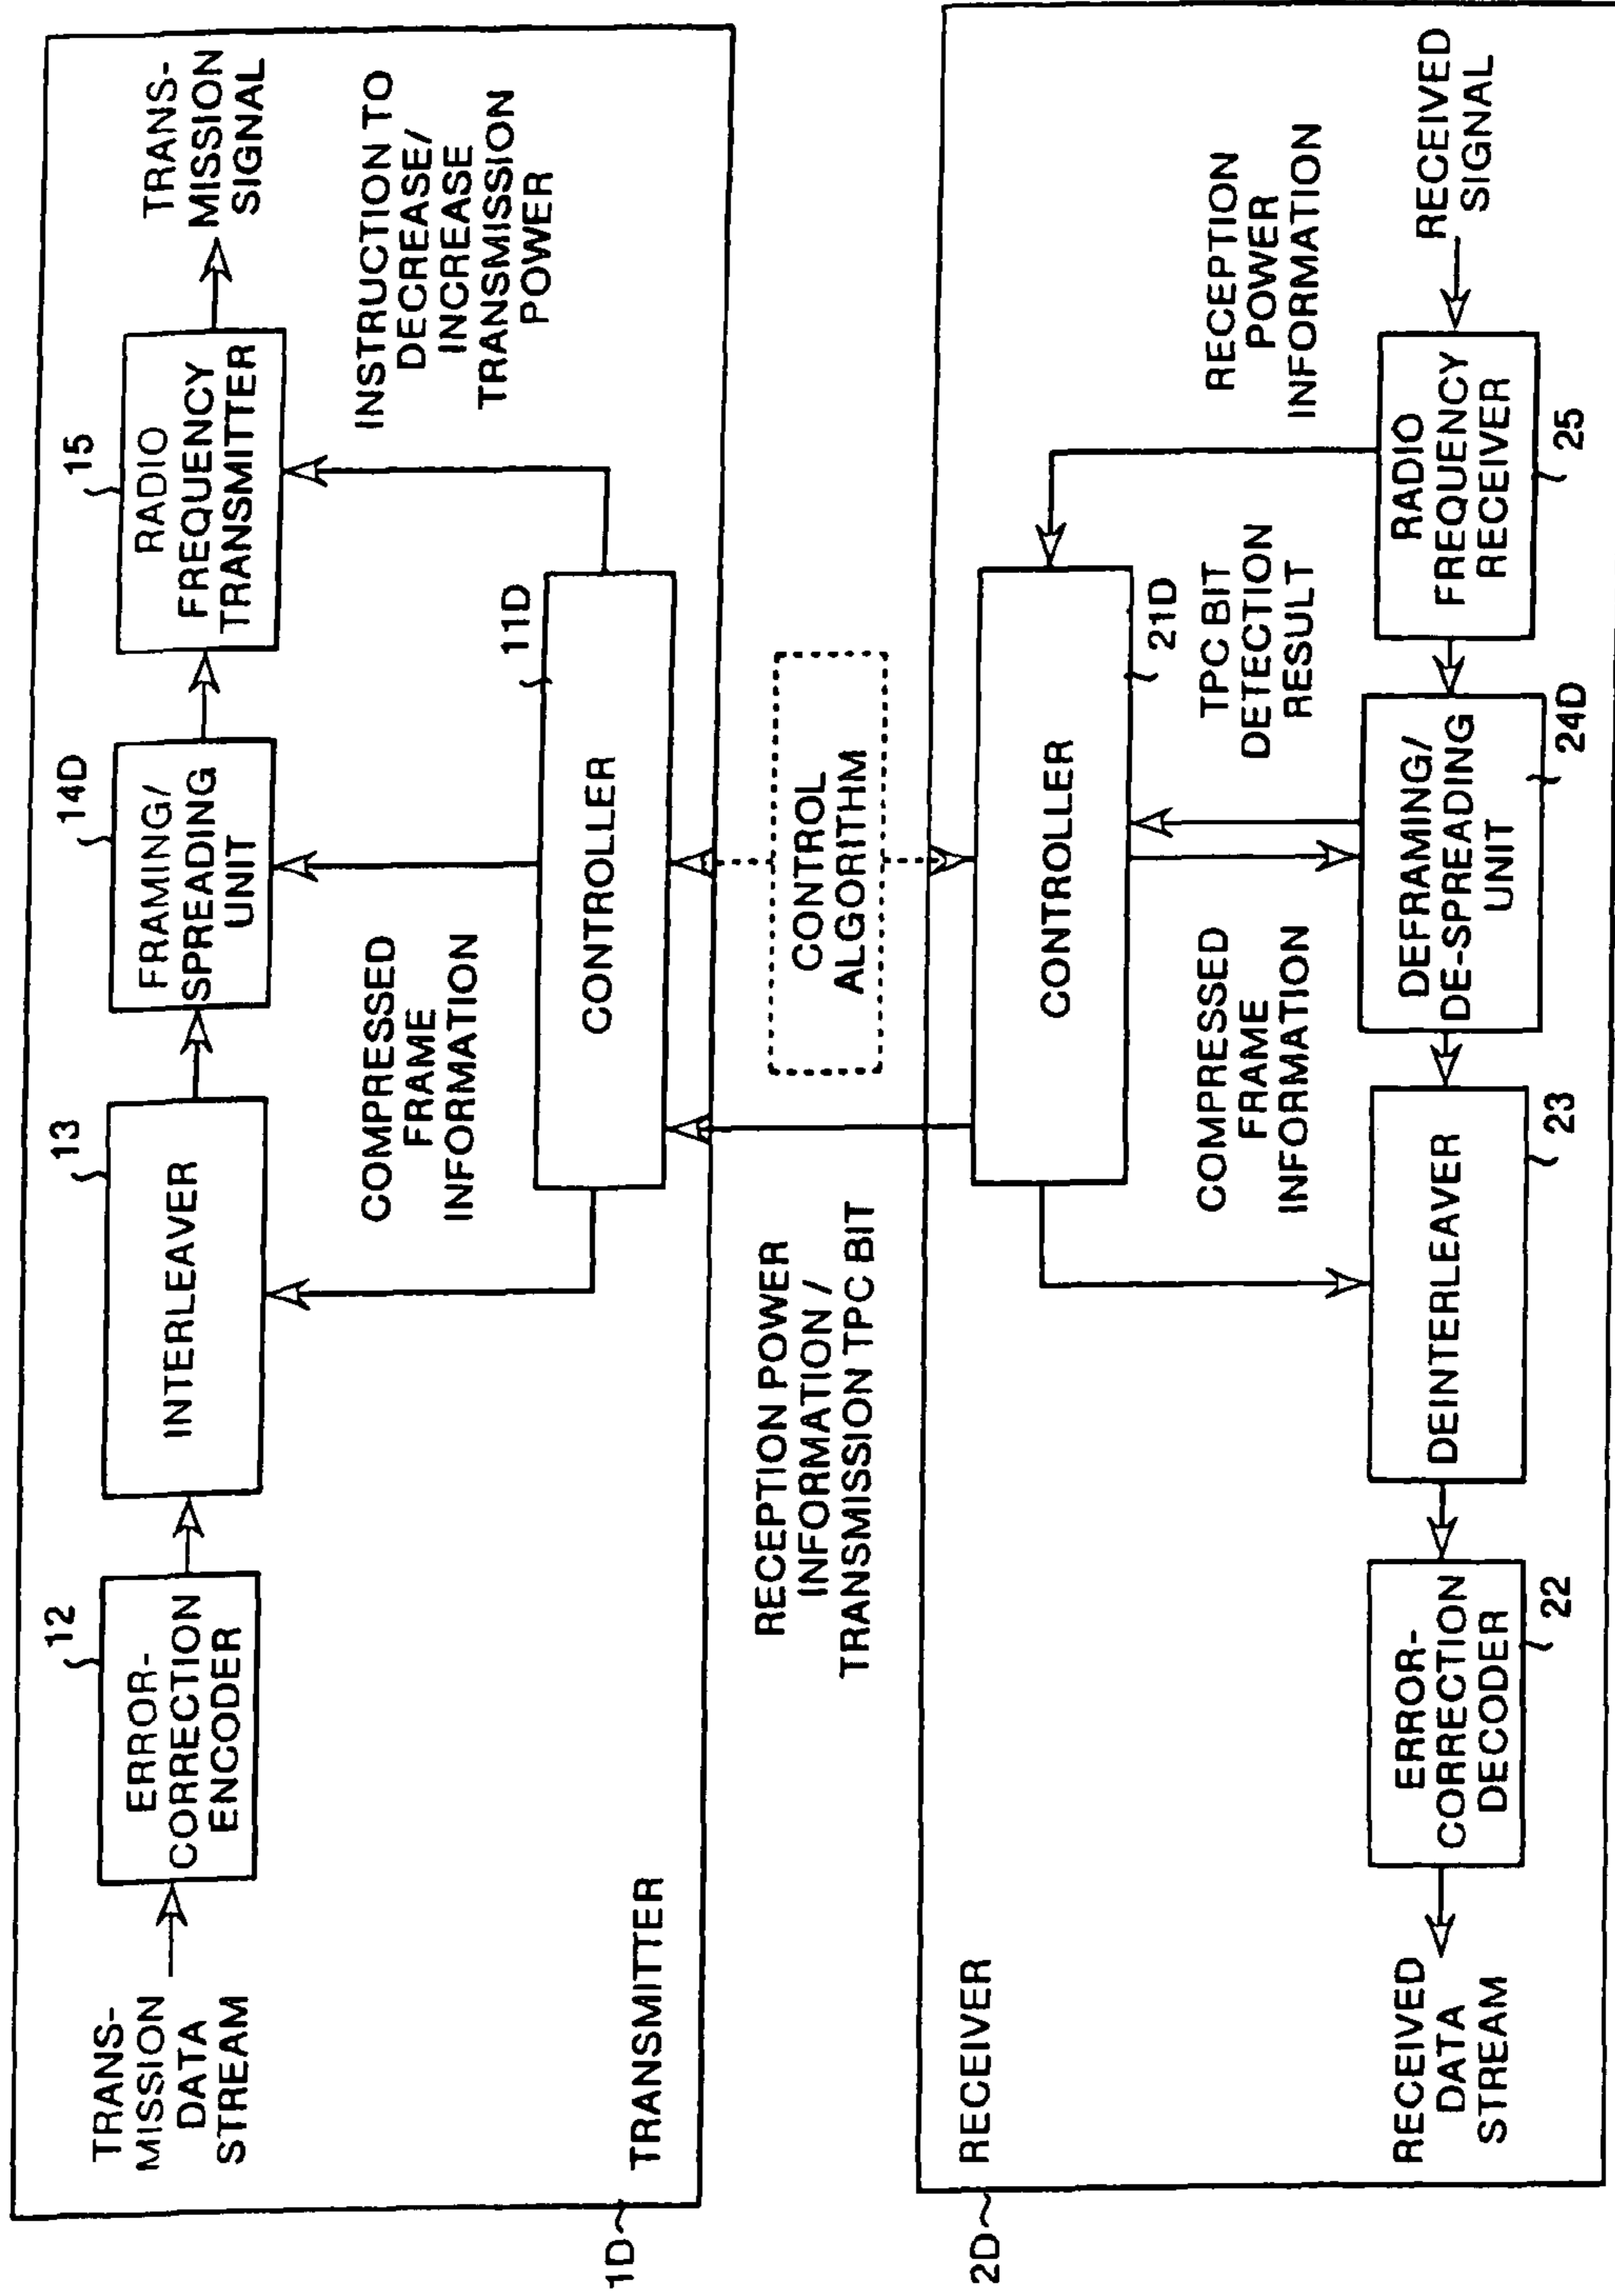 TRANS-
MISSION
DATA
STREAM
12
ERROR-
CORRECTION
ENCODER
13
INTERLEAVER
14D
FRAMING/
SPREADING
UNIT
15
RADIO
FREQUENCY
TRANSMITTER
TRANS-
MISSION
SIGNAL
COMPRESSED
FRAME
INFORMATION
INSTRUCTION TO
DECREASE/
INCREASE
TRANSMISSION
POWER
11D
CONTROLLER
TRANSMITTER
1D
RECEPTION POWER
INFORMATION /
TRANSMISSION TPC BIT
CONTROL
ALGORITHM
2D
RECEIVER
CONTROLLER
21D
RECEPTION
POWER
INFORMATION
COMPRESSED
FRAME
INFORMATION
TPC BIT
DETECTION
RESULT
RECEIVED
DATA
STREAM
ERROR-
CORRECTION
DECODER
22
DEINTERLEAVER
23
DEFRAMING/
DE-SPREADING
UNIT
24D
RADIO
FREQUENCY
RECEIVER
25
RECEIVED
SIGNAL